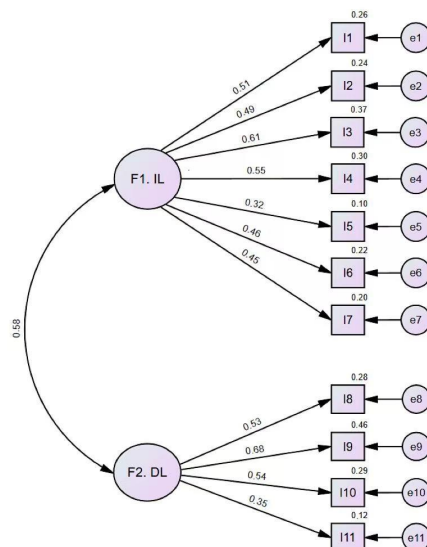 0.26
I1
e1
0.51
0.24
I2
e2
0.49
0.37
I3
e3
0.61
F1. IL
0.30
I4
e4
0.55
0.10
I5
e5
0.32
0.22
I6
e6
0.46
0.20
I7
e7
0.45
0.58
0.28
I8
e8
0.53
0.46
I9
e9
0.68
F2. DL
0.29
I10
e10
0.54
0.12
I11
e11
0.35